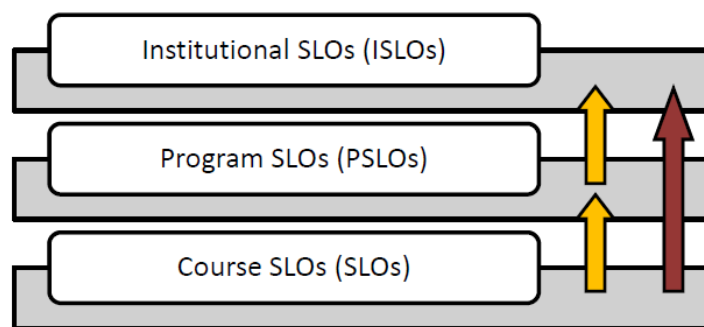 Institutional SLOs (ISLOs)
Program SLOs (PSLOs)
Course SLOs (SLOs)